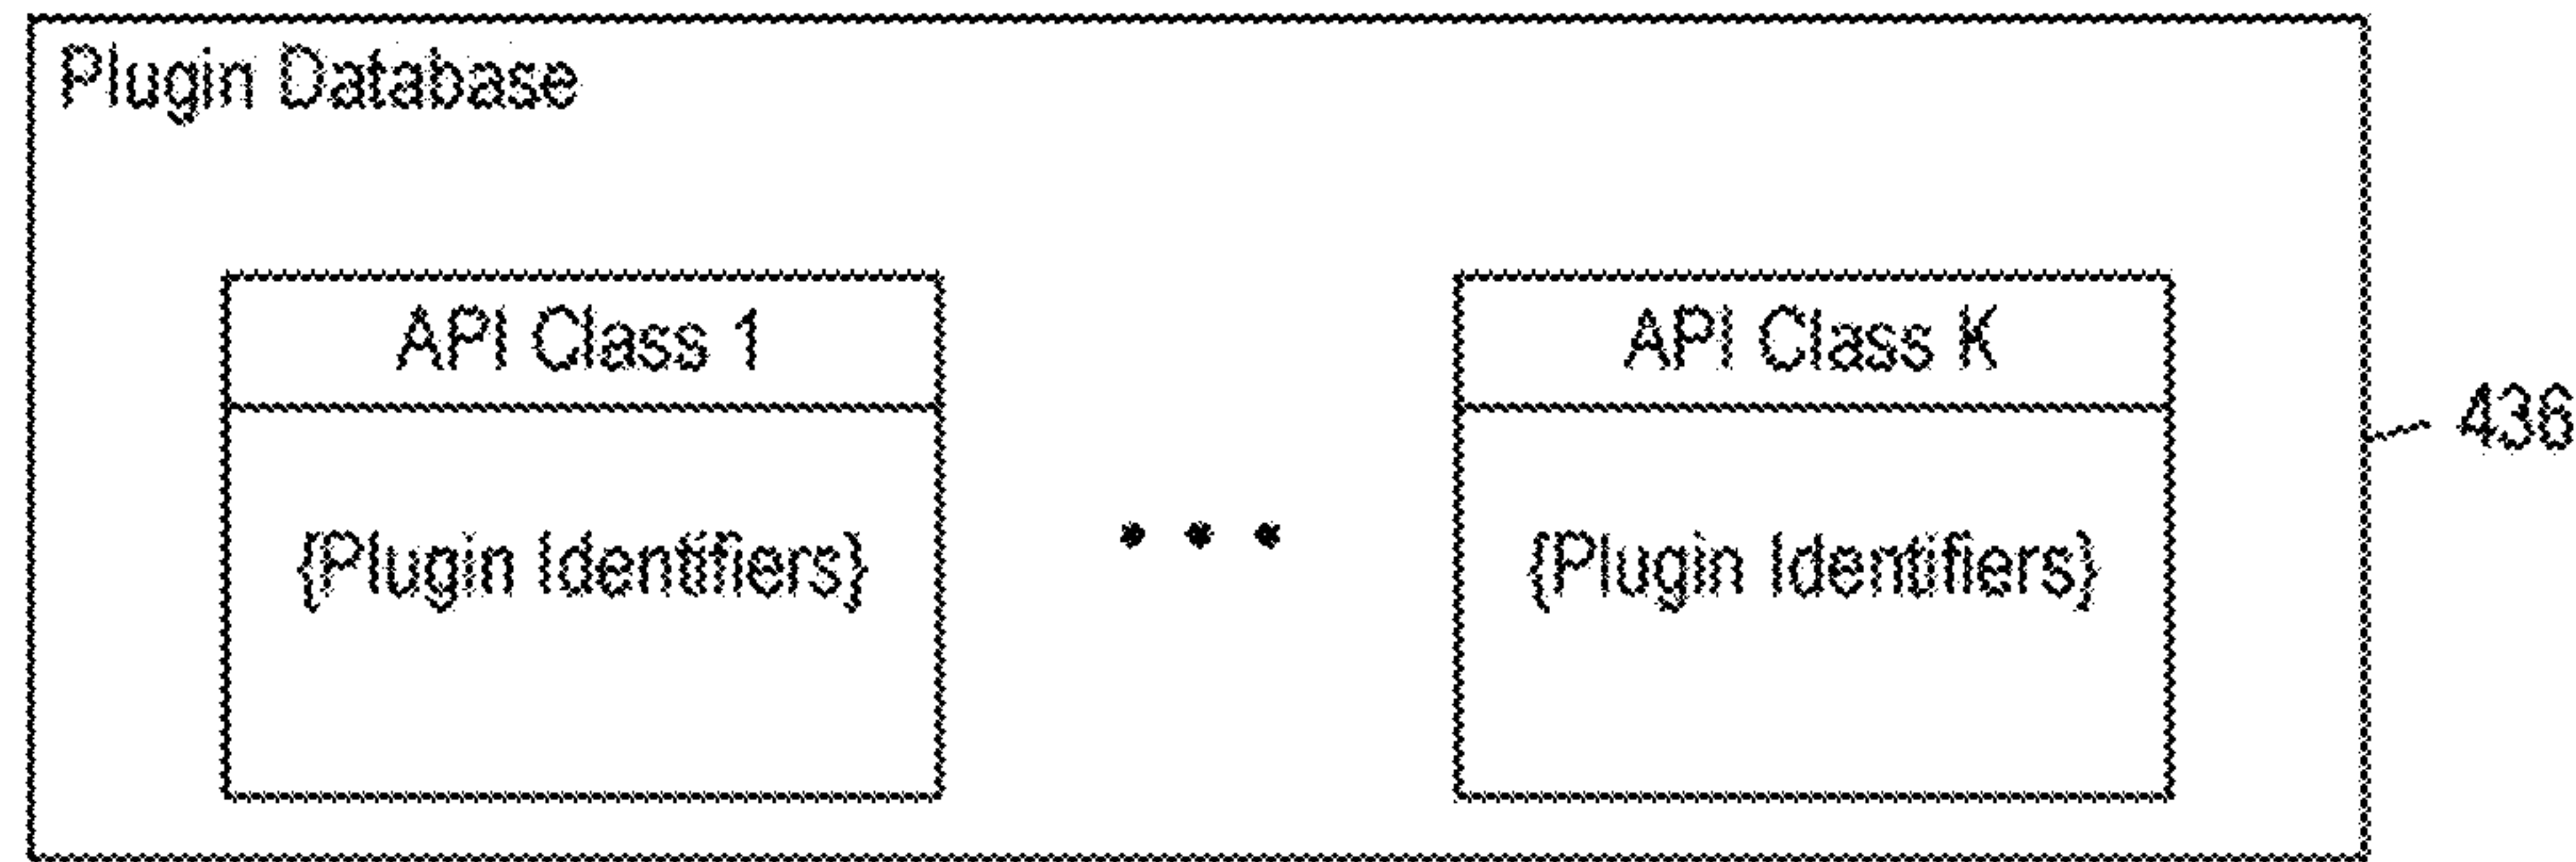 Plugin Database
API Class 1
API Class K
436
{Plugin Identifiers}
• • •
{Plugin Identifiers}